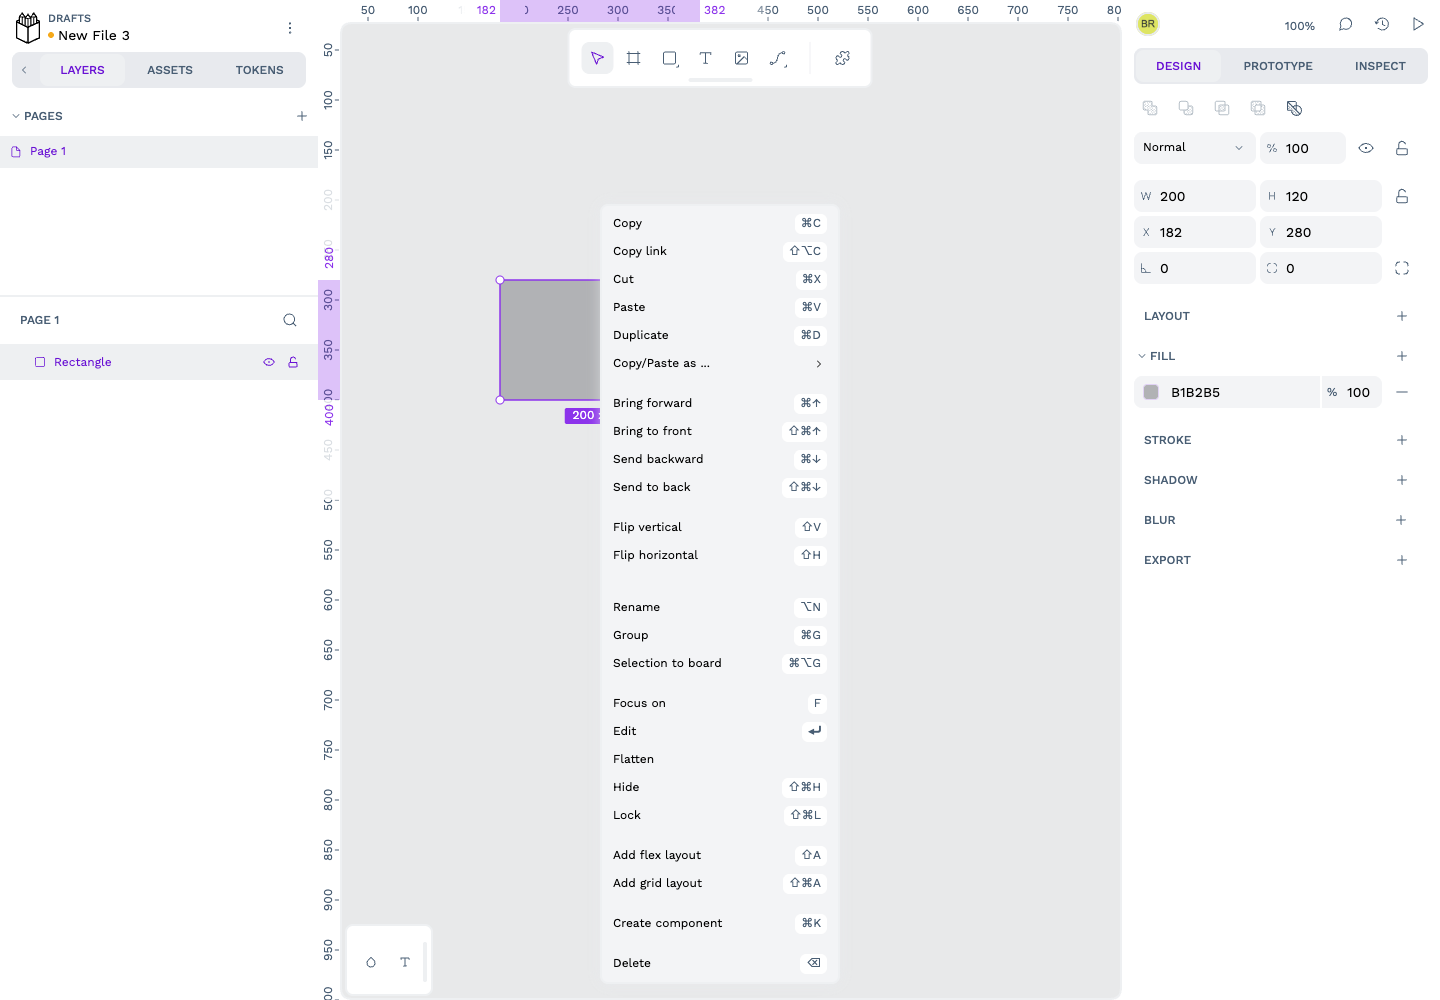 DRAFTS
New File 3
LAYERS
ASSETS
TOKENS
PAGES
Page 1
PAGE 1
Rectangle
50
100
182
250
300
350
382
450
500
550
600
650
700
750
80
50
100
150
200
280
300
350
400
450
500
550
600
650
700
750
800
850
900
950
200
Copy ⌘C
Copy link ⇧⌥C
Cut ⌘X
Paste ⌘V
Duplicate ⌘D
Copy/Paste as ...
Bring forward ⌘↑
Bring to front ⇧⌘↑
Send backward ⌘↓
Send to back ⇧⌘↓
Flip vertical ⇧V
Flip horizontal ⇧H
Rename ⌥N
Group ⌘G
Selection to board ⌘⌥G
Focus on F
Edit ↵
Flatten
Hide ⇧⌘H
Lock ⇧⌘L
Add flex layout ⇧A
Add grid layout ⇧⌘A
Create component ⌘K
Delete ⌫
BR
100%
DESIGN
PROTOTYPE
INSPECT
Normal
% 100
W 200
H 120
X 182
Y 280
0
0
LAYOUT
FILL
B1B2B5
% 100
STROKE
SHADOW
BLUR
EXPORT